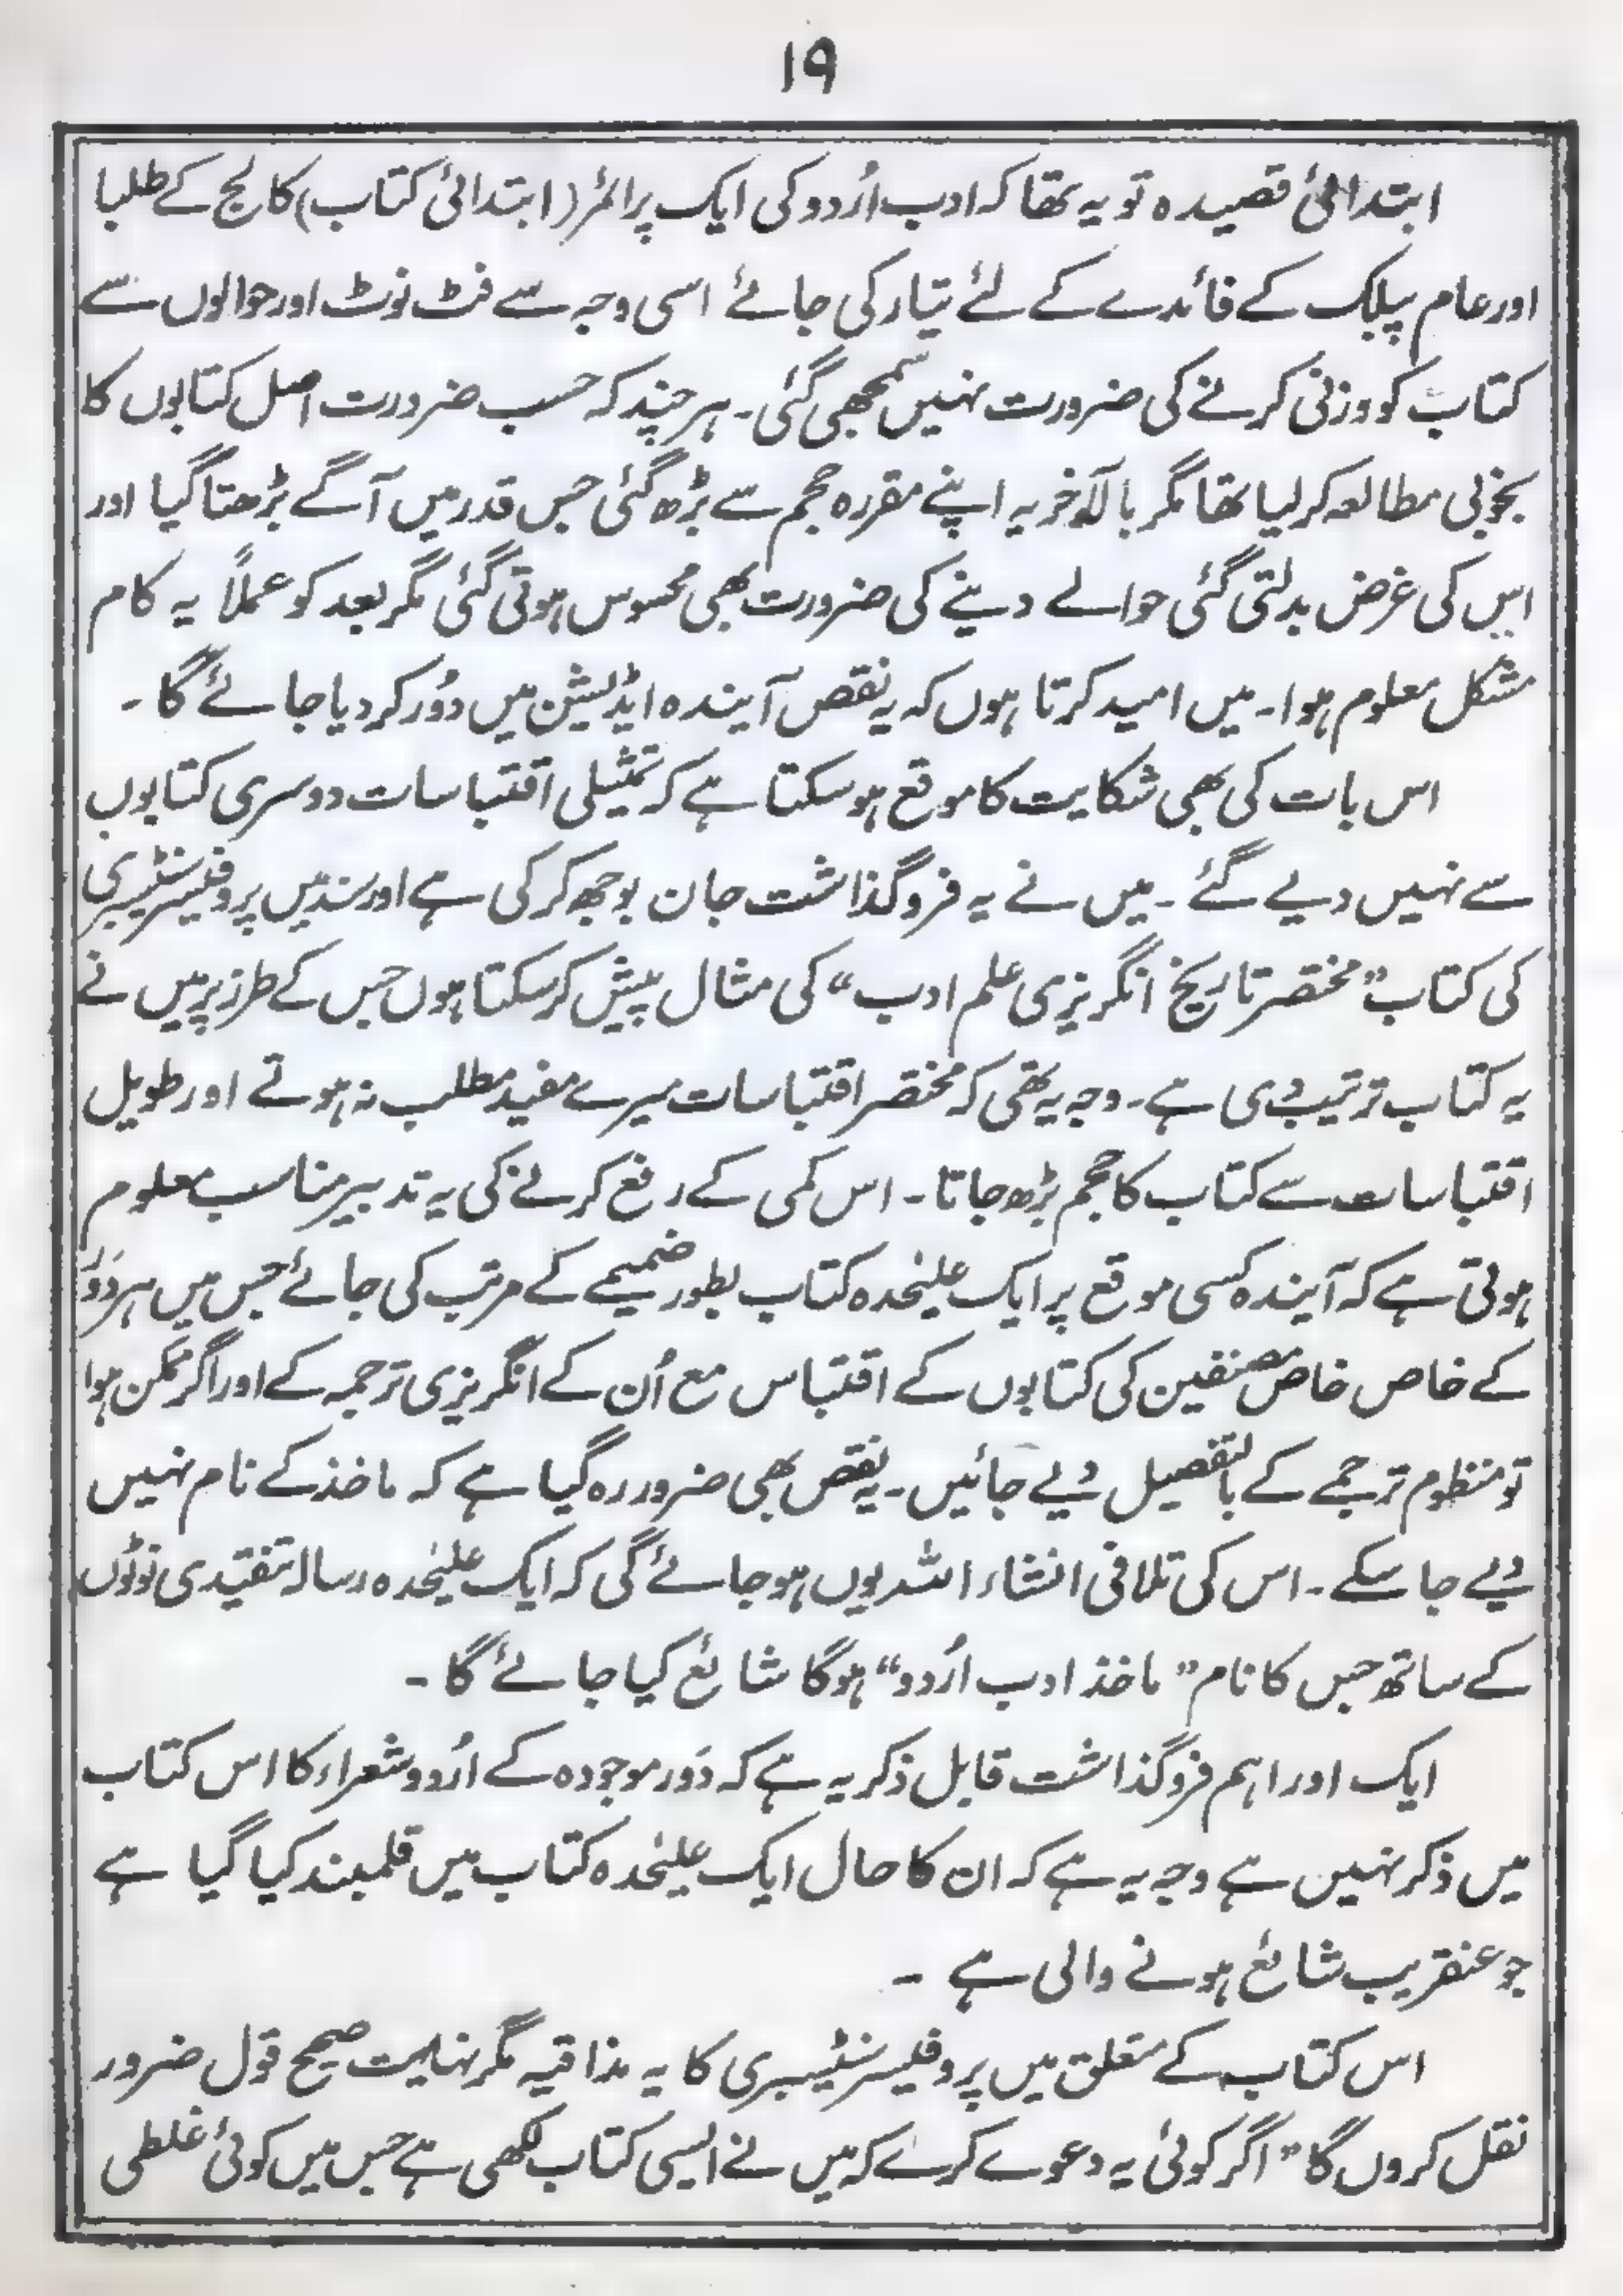 ۱۹
ابتدائی قصیدہ تو یہ تھا کہ ادب اُردو کی ایک پرائمر (ابتدائی کتاب) کالج کے طلبا
اور عام پبلک کے فائدے کے لئے تیار کی جائے اسی وجہ سے فٹ نوٹ اور حوالوں سے
کتاب کو وزنی کرنے کی ضرورت نہیں سمجھی گئی۔ ہر چند کہ حسب ضرورت اصل کتابوں کا
بخوبی مطالعہ کر لیا تھا مگر بالآخر یہ اپنے مقررہ حجم سے بڑھ گئی جس قدر میں آگے بڑھتا گیا اور
اس کی غرض بدلتی گئی حوالے دینے کی ضرورت بھی محسوس ہوتی گئی مگر بعد کو عملاً یہ کام
مشکل معلوم ہوا۔ میں امید کرتا ہوں کہ یہ نقص آیندہ ایڈیشن میں دُور کر دیا جائے گا۔
اس بات کی بھی شکایت کا موقع ہو سکتا ہے کہ تمثیلی اقتباسات دوسری کتابوں
سے نہیں دیے گئے۔ میں نے یہ فروگذاشت جان بوجھ کر کی ہے اور سند میں پروفیسر سنٹیسبری
کی کتاب ”مختصر تاریخ انگریزی علم ادب“ کی مثال پیش کر سکتا ہوں جس کے طرز پر میں نے
یہ کتاب ترتیب دی ہے۔ وجہ یہ تھی کہ مختصر اقتباسات میرے مفید مطلب نہ ہوتے اور طویل
اقتباسات سے کتاب کا حجم بڑھ جاتا۔ اس کمی کے رفع کرنے کی یہ تدبیر مناسب معلوم
ہوتی ہے کہ آیندہ کسی موقع پر ایک علیٰحدہ کتاب بطور ضمیمے کے مرتب کی جائے جس میں ہر دَور
کے خاص خاص مصنفین کی کتابوں کے اقتباس مع اُن کے انگریزی ترجمہ کے اور اگر ممکن ہوا
تو منظوم ترجمے کے بالتفصیل دیے جائیں۔ یہ نقص بھی ضرور رہ گیا ہے کہ ماخذ کے نام نہیں
دیے جا سکے۔ اس کی تلافی انشاء اللہ یوں ہو جائے گی کہ ایک علیٰحدہ رسالہ تنقیدی نوٹوں
کے ساتھ جس کا نام ”ماخذ ادب اُردو“ ہوگا شائع کیا جائے گا۔
ایک اور اہم فروگذاشت قابل ذکر یہ ہے کہ دَور موجودہ کے اُردو شعراء کا اس کتاب
میں ذکر نہیں ہے وجہ یہ ہے کہ ان کا حال ایک علیٰحدہ کتاب میں قلمبند کیا گیا ہے
جو عنقریب شائع ہونے والی ہے ۔
اس کتاب کے متعلق میں پروفیسر سنٹیسبری کا یہ مذاقیہ مگر نہایت صحیح قول ضرور
نقل کروں گا ”اگر کوئی یہ دعوے کرے کہ میں نے ایسی کتاب لکھی ہے جس میں کوئی غلطی